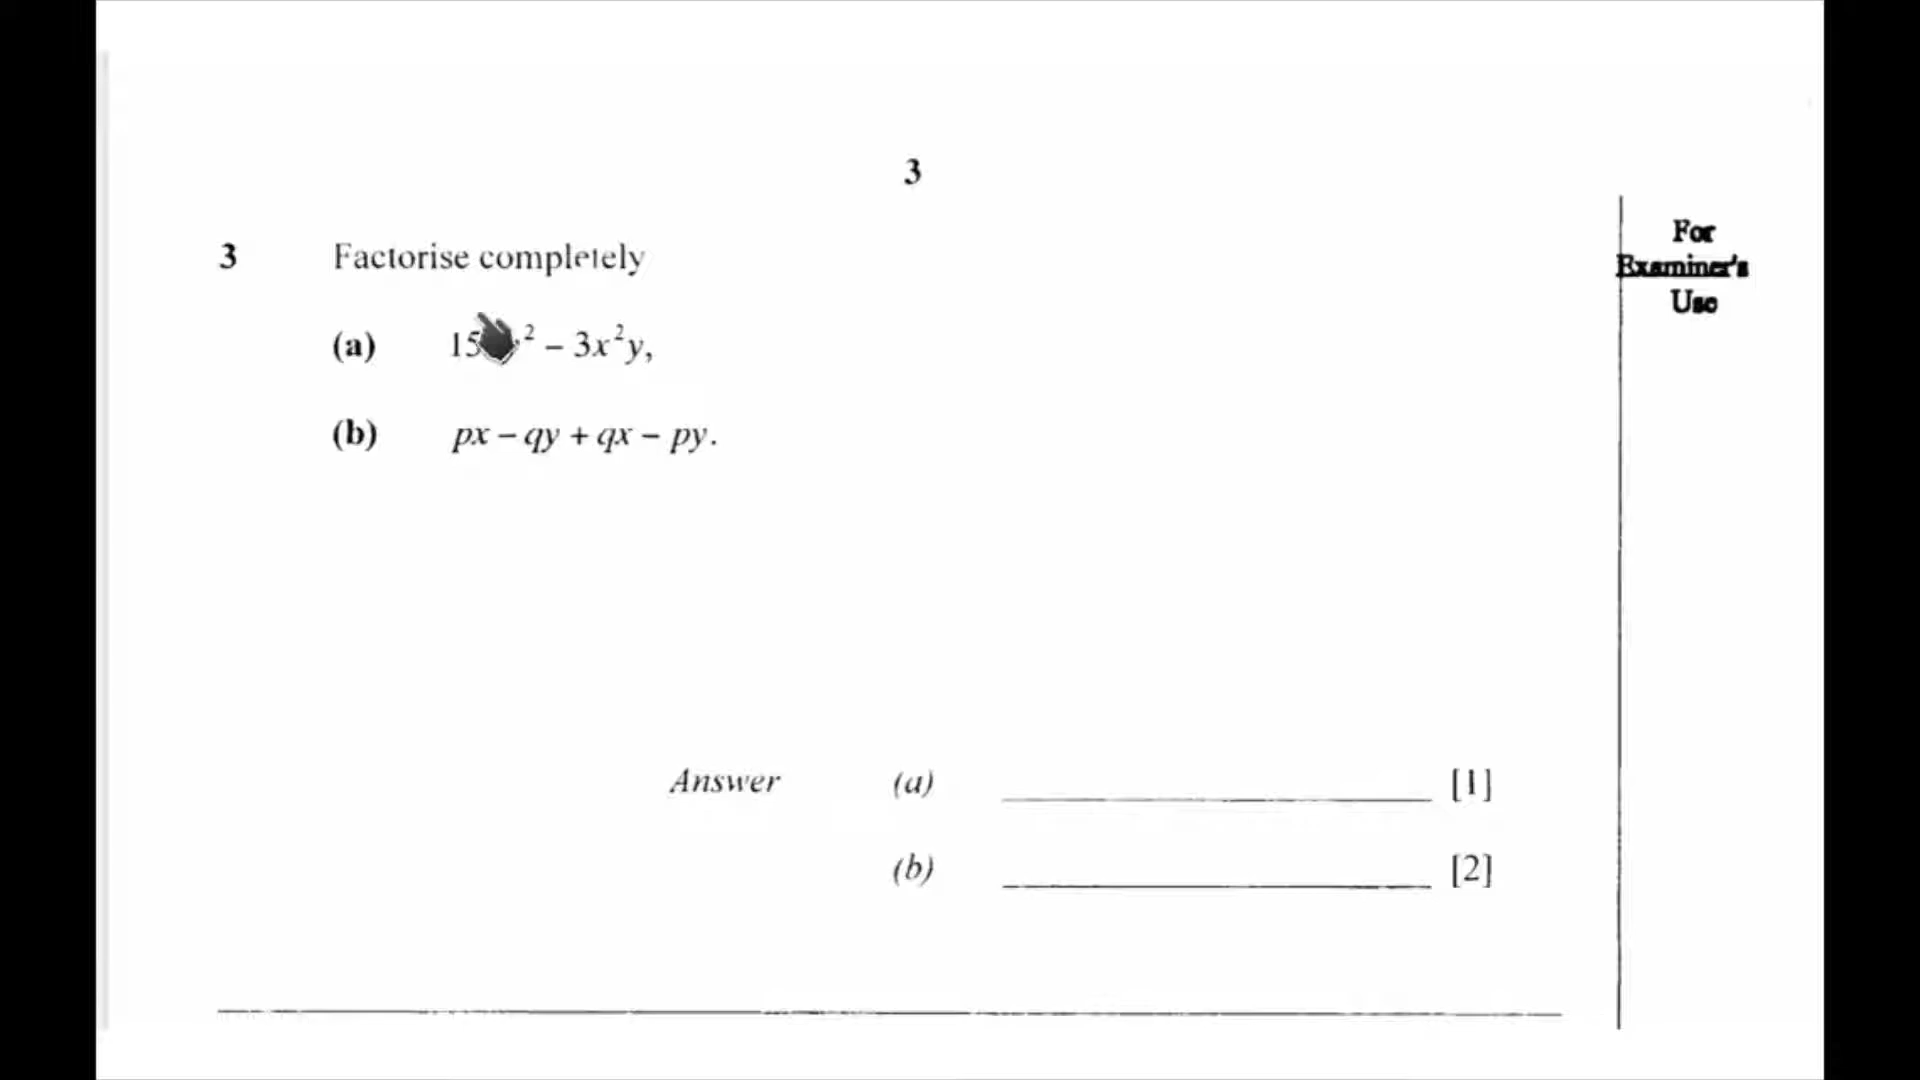 3
For
Examiner's
Use
3 Factorise completely
(a) 15 ² – 3x²y,
(b) px – qy + qx – py.
Answer (a) [1]
(b) [2]